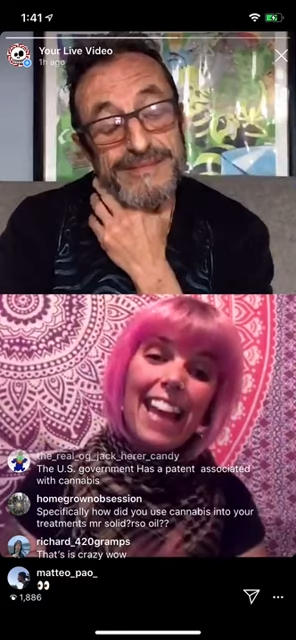 1:41
Your Live Video
1h ago
the_real_og_jack_herer_candy
The U.S. government Has a patent associated
with cannabis
homegrownobsession
Specifically how did you use cannabis into your
treatments mr solid?rso oil??
richard_420gramps
That's crazy wow
matteo_pao_
👀
1,886